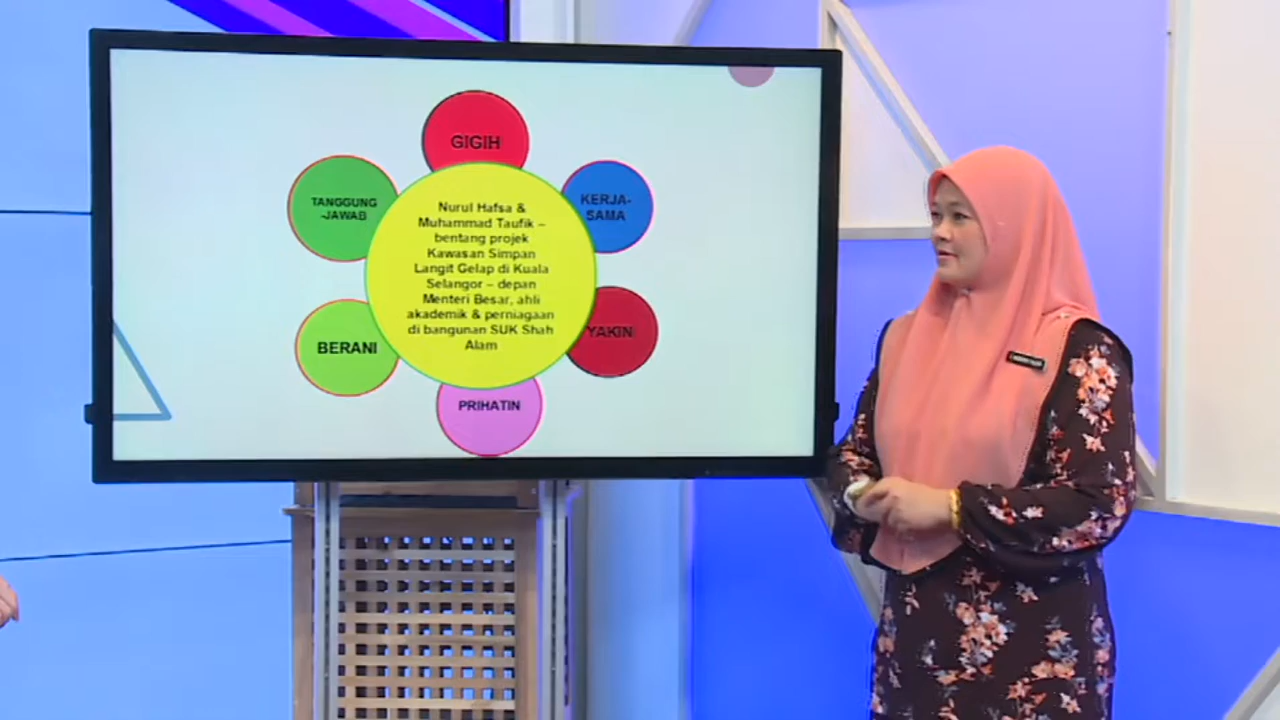 GIGIH
TANGGUNG
-JAWAB
KERJA-
SAMA
Nurul Hafsa &
Muhammad Taufik –
bentang projek
Kawasan Simpan
Langit Gelap di Kuala
Selangor – depan
Menteri Besar, ahli
akademik & perniagaan
di bangunan SUK Shah
Alam
BERANI
YAKIN
PRIHATIN